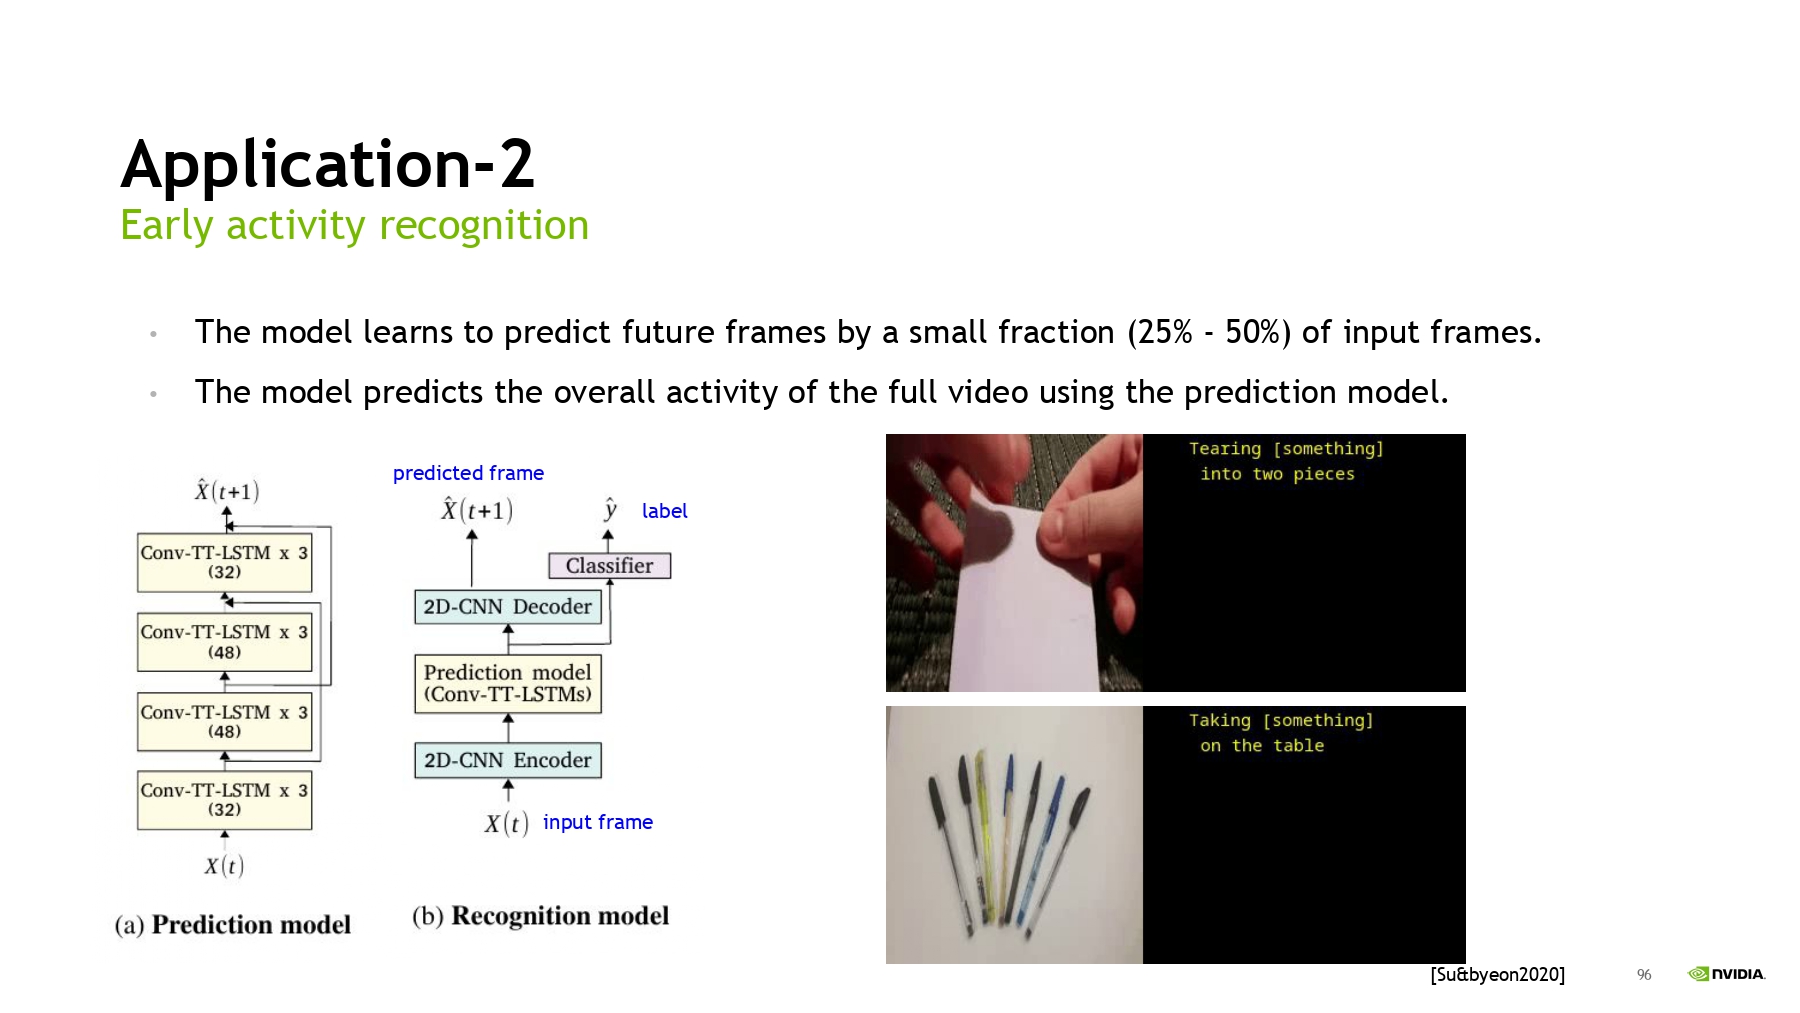 Application-2
Early activity recognition
• The model learns to predict future frames by a small fraction (25% - 50%) of input frames.
• The model predicts the overall activity of the full video using the prediction model.
X̂(t+1)
Conv-TT-LSTM x 3
(32)
Conv-TT-LSTM x 3
(48)
Conv-TT-LSTM x 3
(48)
Conv-TT-LSTM x 3
(32)
X(t)
(a) Prediction model
predicted frame
X̂(t+1)
ŷ label
Classifier
2D-CNN Decoder
Prediction model
(Conv-TT-LSTMs)
2D-CNN Encoder
X(t) input frame
(b) Recognition model
Tearing [something]
into two pieces
Taking [something]
on the table
[Su&byeon2020]
96
NVIDIA.